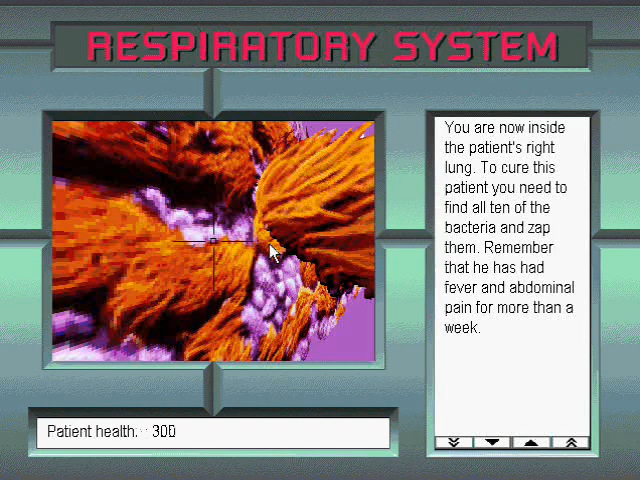 RESPIRATORY SYSTEM
You are now inside
the patient's right
lung. To cure this
patient you need to
find all ten of the
bacteria and zap
them. Remember
that he has had
fever and abdominal
pain for more than a
week.
Patient health: 300